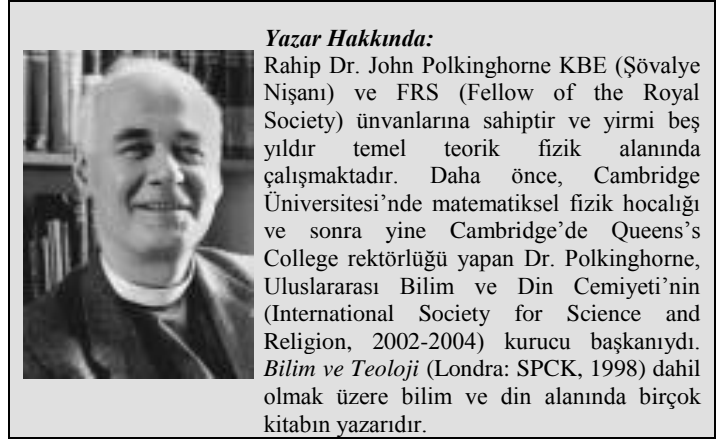 Yazar Hakkında:
Rahip Dr. John Polkinghorne KBE (Şövalye
Nişanı) ve FRS (Fellow of the Royal
Society) ünvanlarına sahiptir ve yirmi beş
yıldır temel teorik fizik alanında
çalışmaktadır. Daha önce, Cambridge
Üniversitesi’nde matematiksel fizik hocalığı
ve sonra yine Cambridge’de Queens’s
College rektörlüğü yapan Dr. Polkinghorne,
Uluslararası Bilim ve Din Cemiyeti’nin
(International Society for Science and
Religion, 2002-2004) kurucu başkanıydı.
Bilim ve Teoloji (Londra: SPCK, 1998) dahil
olmak üzere bilim ve din alanında birçok
kitabın yazarıdır.